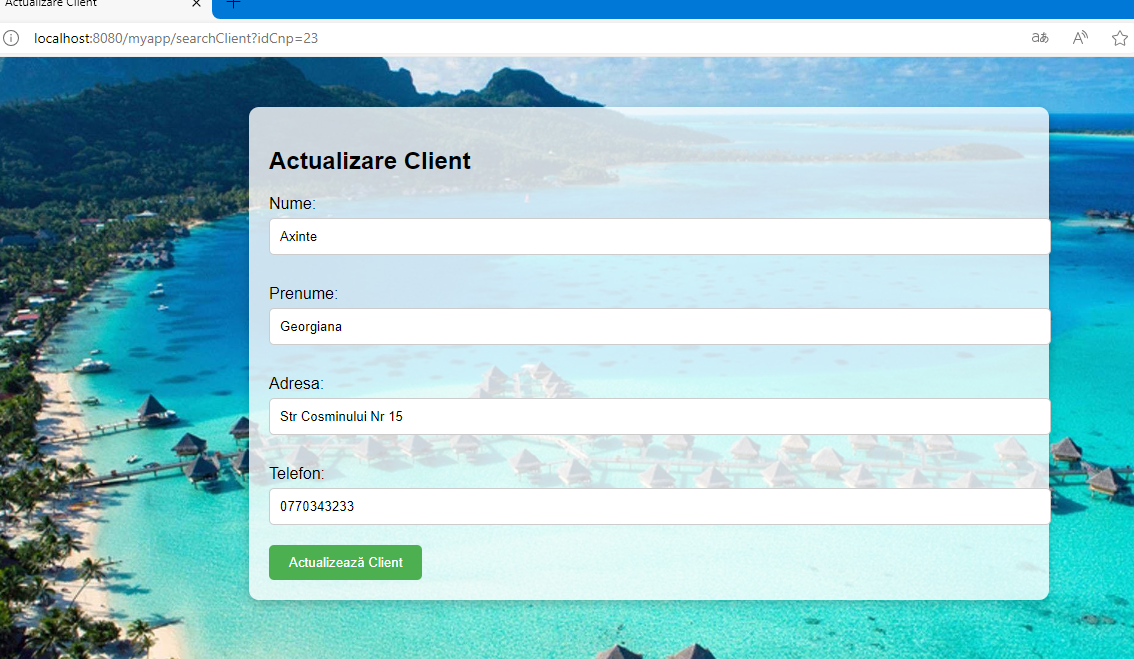 Actualizare Client
localhost:8080/myapp/searchClient?idCnp=23
Actualizare Client
Nume:
Axinte
Prenume:
Georgiana
Adresa:
Str Cosminului Nr 15
Telefon:
0770343233
Actualizează Client